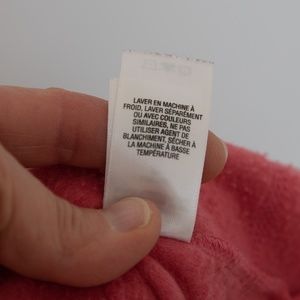 LAVER EN MACHINE À
FROID, LAVER SÉPARÉMENT
OU AVEC COULEURS
SIMILAIRES, NE PAS
UTILISER AGENT DE
BLANCHIMENT, SÉCHER À
LA MACHINE À BASSE
TEMPÉRATURE